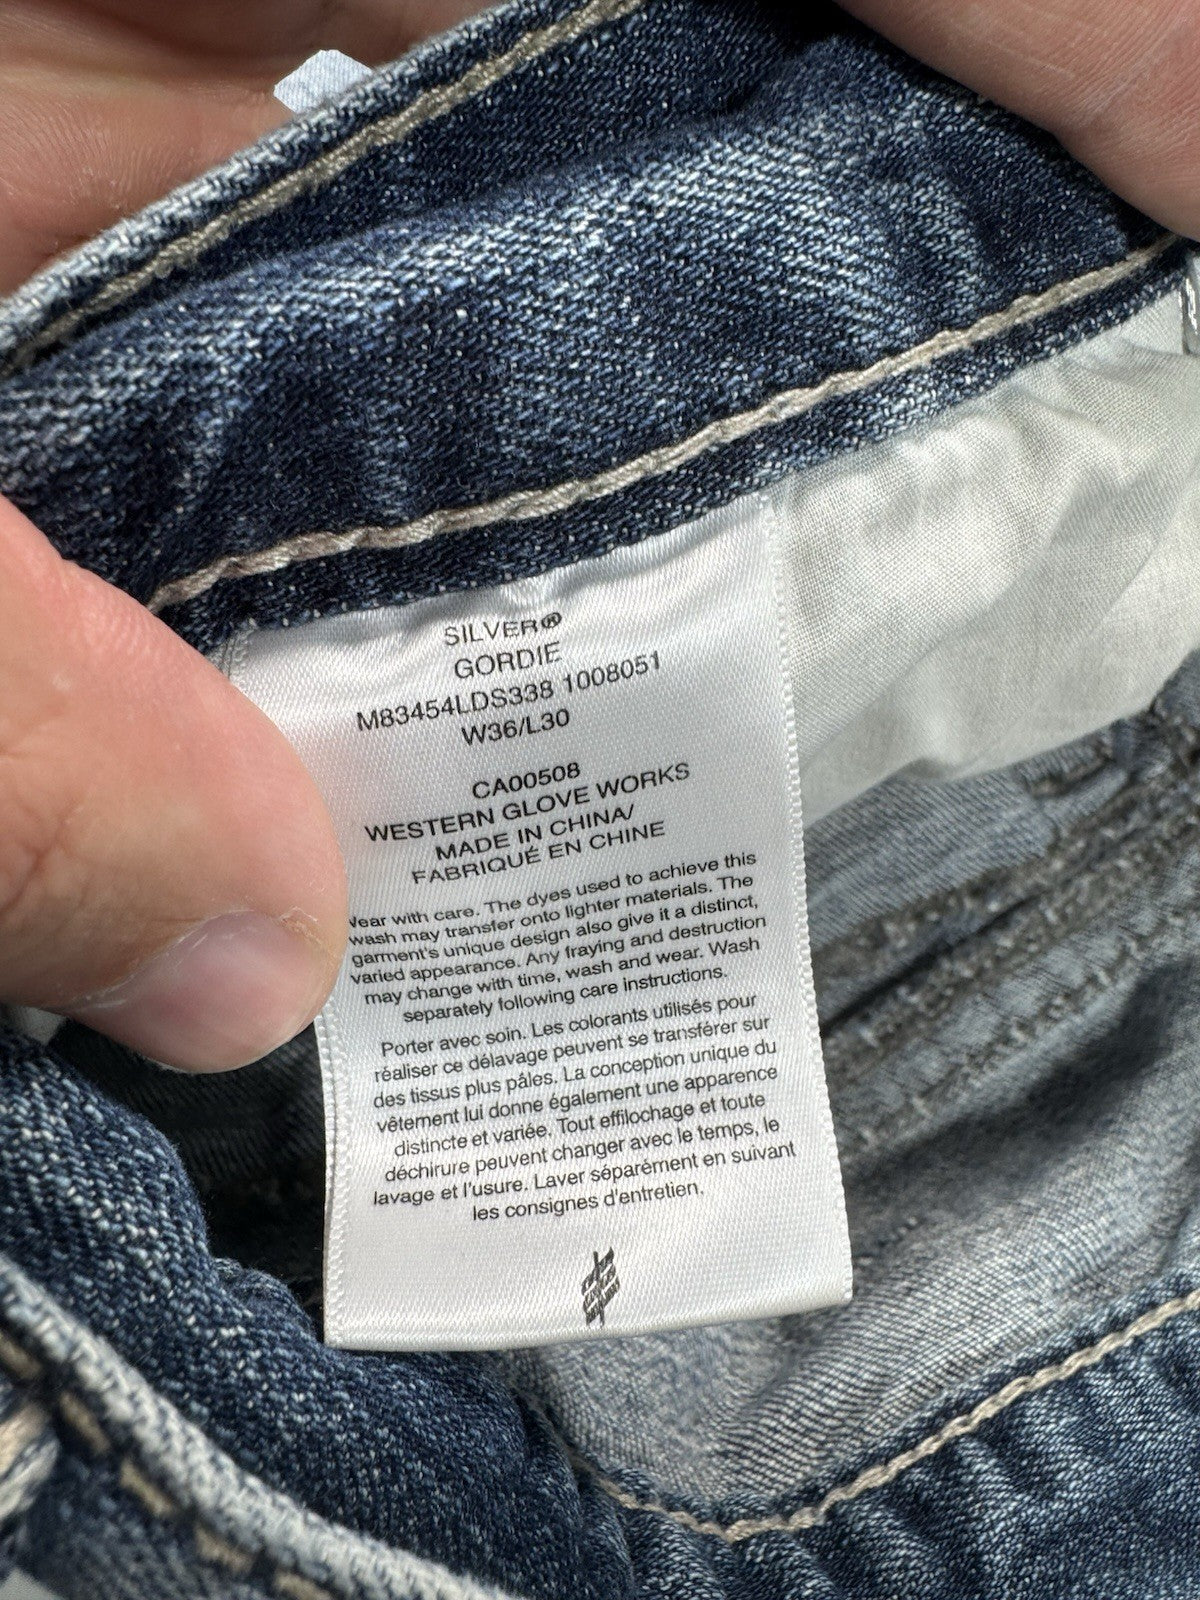 SILVER®
GORDIE
M83454LDS338 1008051
W36/L30
CA00508
WESTERN GLOVE WORKS
MADE IN CHINA/
FABRIQUÉ EN CHINE
Wear with care. The dyes used to achieve this
wash may transfer onto lighter materials. The
garment's unique design also give it a distinct,
varied appearance. Any fraying and destruction
may change with time, wash and wear. Wash
separately following care instructions.
Porter avec soin. Les colorants utilisés pour
réaliser ce délavage peuvent se transférer sur
des tissus plus pâles. La conception unique du
vêtement lui donne également une apparence
distincte et variée. Tout effilochage et toute
déchirure peuvent changer avec le temps, le
lavage et l'usure. Laver séparément en suivant
les consignes d'entretien.